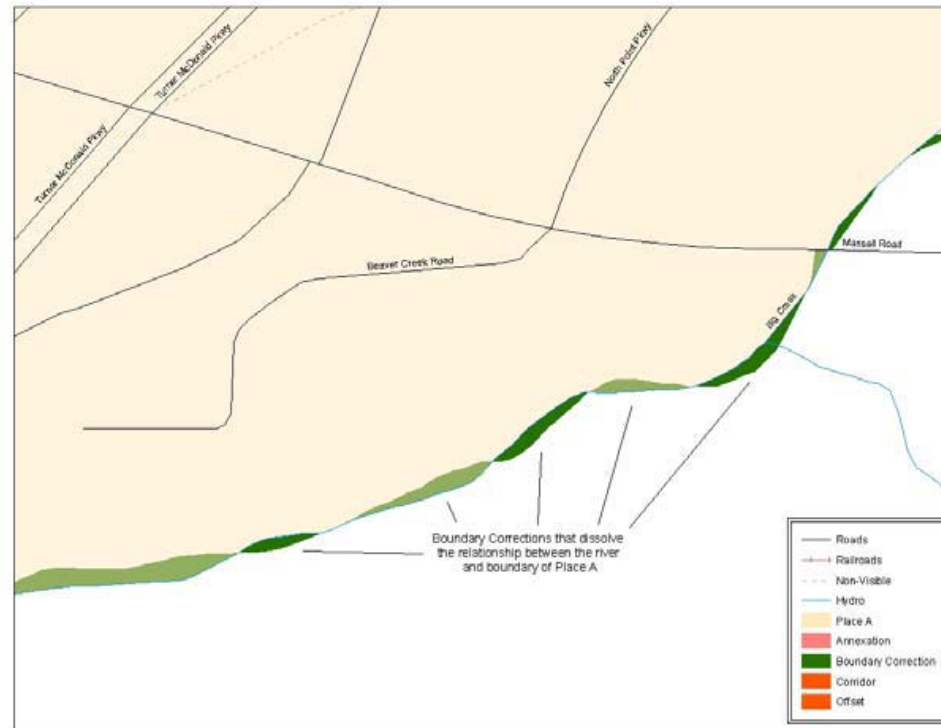 Turner McDonald Pkwy
Turner McDonald Pkwy
North Point Pkwy
Mansell Road
Beaver Creek Road
Big Creek
Boundary Corrections that dissolve
the relationship between the river
and boundary of Place A
Roads
Railroads
Non-Visible
Hydro
Place A
Annexation
Boundary Correction
Corridor
Offset